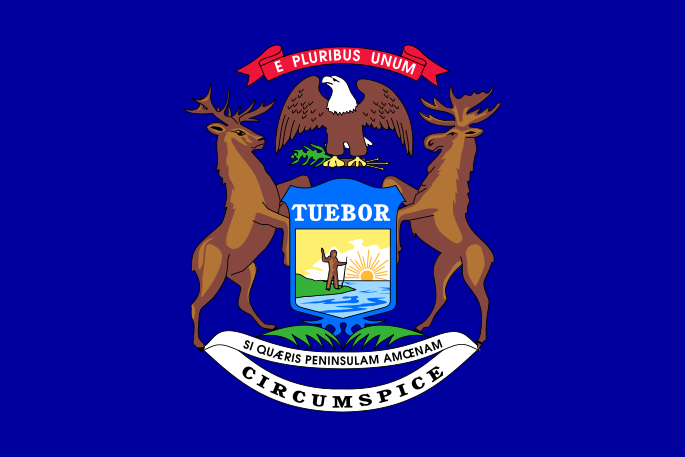 E PLURIBUS UNUM
TUEBOR
SI QUÆRIS PENINSULAM AMŒNAM
CIRCUMSPICE